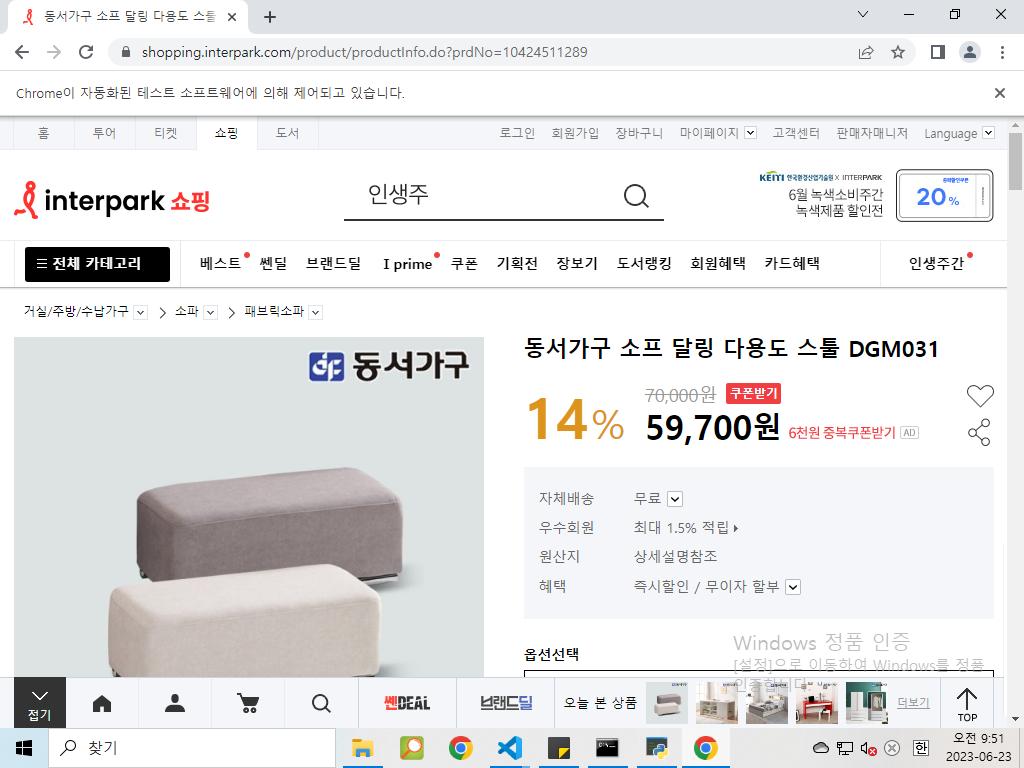 동서가구 소프 달링 다용도 스툴
shopping.interpark.com/product/productInfo.do?prdNo=10424511289
Chrome이 자동화된 테스트 소프트웨어에 의해 제어되고 있습니다.
홈 투어 티켓 쇼핑 도서 로그인 회원가입 장바구니 마이페이지 고객센터 판매자매니저 Language
interpark 쇼핑
인생주
KEITI 한국환경산업기술원 X INTERPARK
6월 녹색소비주간
녹색제품 할인전
중복할인쿠폰
20%
전체 카테고리 베스트 쎈딜 브랜드딜 I prime 쿠폰 기획전 장보기 도서랭킹 회원혜택 카드혜택 인생주간
거실/주방/수납가구 > 소파 > 패브릭소파
동서가구
동서가구 소프 달링 다용도 스툴 DGM031
14%
70,000원 쿠폰받기
59,700원 6천원 중복쿠폰받기 AD
자체배송 무료
우수회원 최대 1.5% 적립
원산지 상세설명참조
혜택 즉시할인 / 무이자 할부
옵션선택
Windows 정품 인증
[설정]으로 이동하여 Windows를 정품
인증합니다.
접기
쎈DEAL
브랜드딜
오늘 본 상품
더보기
TOP
찾기
한
오전 9:51
2023-06-23